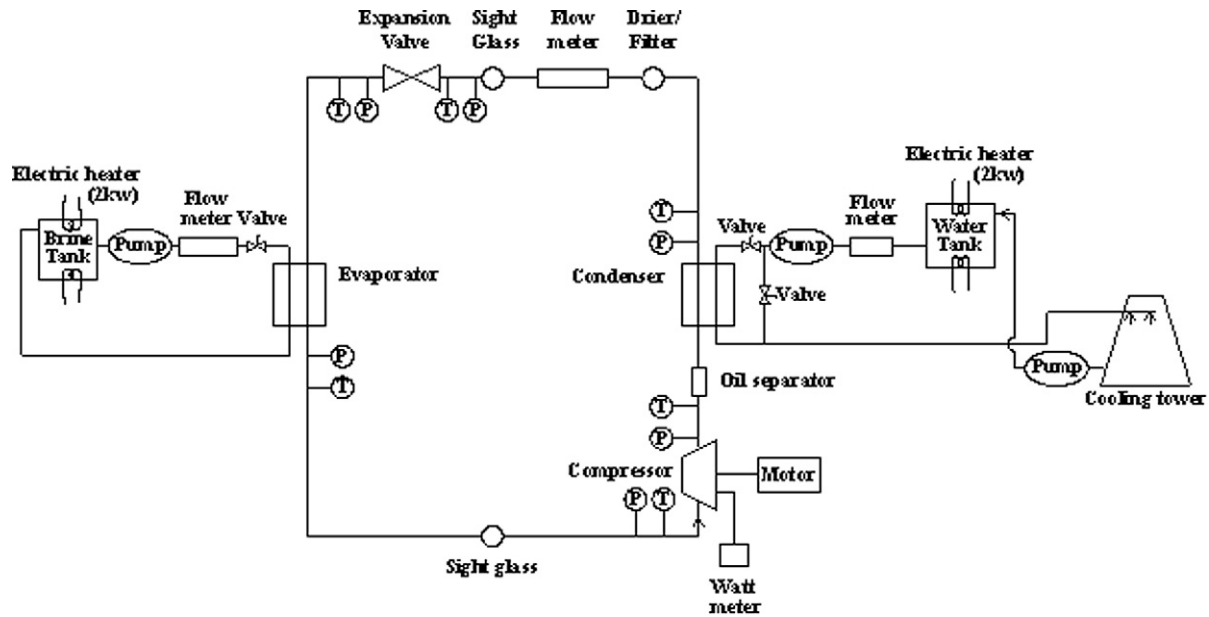 Expansion
Valve
Sight
Glass
Flow
meter
Drier/
Filter
T
P
T
P
Electric heater
(2kw)
Brine
Tank
Pump
Flow
meter Valve
Evaporator
P
T
T
P
Condenser
Valve
Pump
Flow
meter
Electric heater
(2kw)
Water
Tank
Valve
Pump
Cooling tower
Oil separator
T
P
Compressor
Motor
P
T
Sight glass
Watt
meter